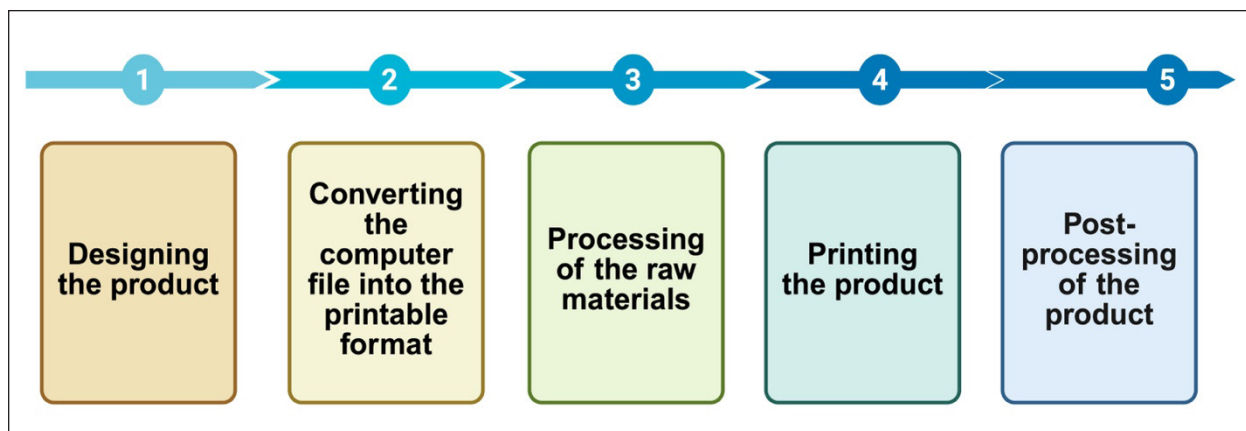 1
2
3
4
5
Designing
the product
Converting
the
computer
file into the
printable
format
Processing
of the raw
materials
Printing
the product
Post-
processing
of the
product